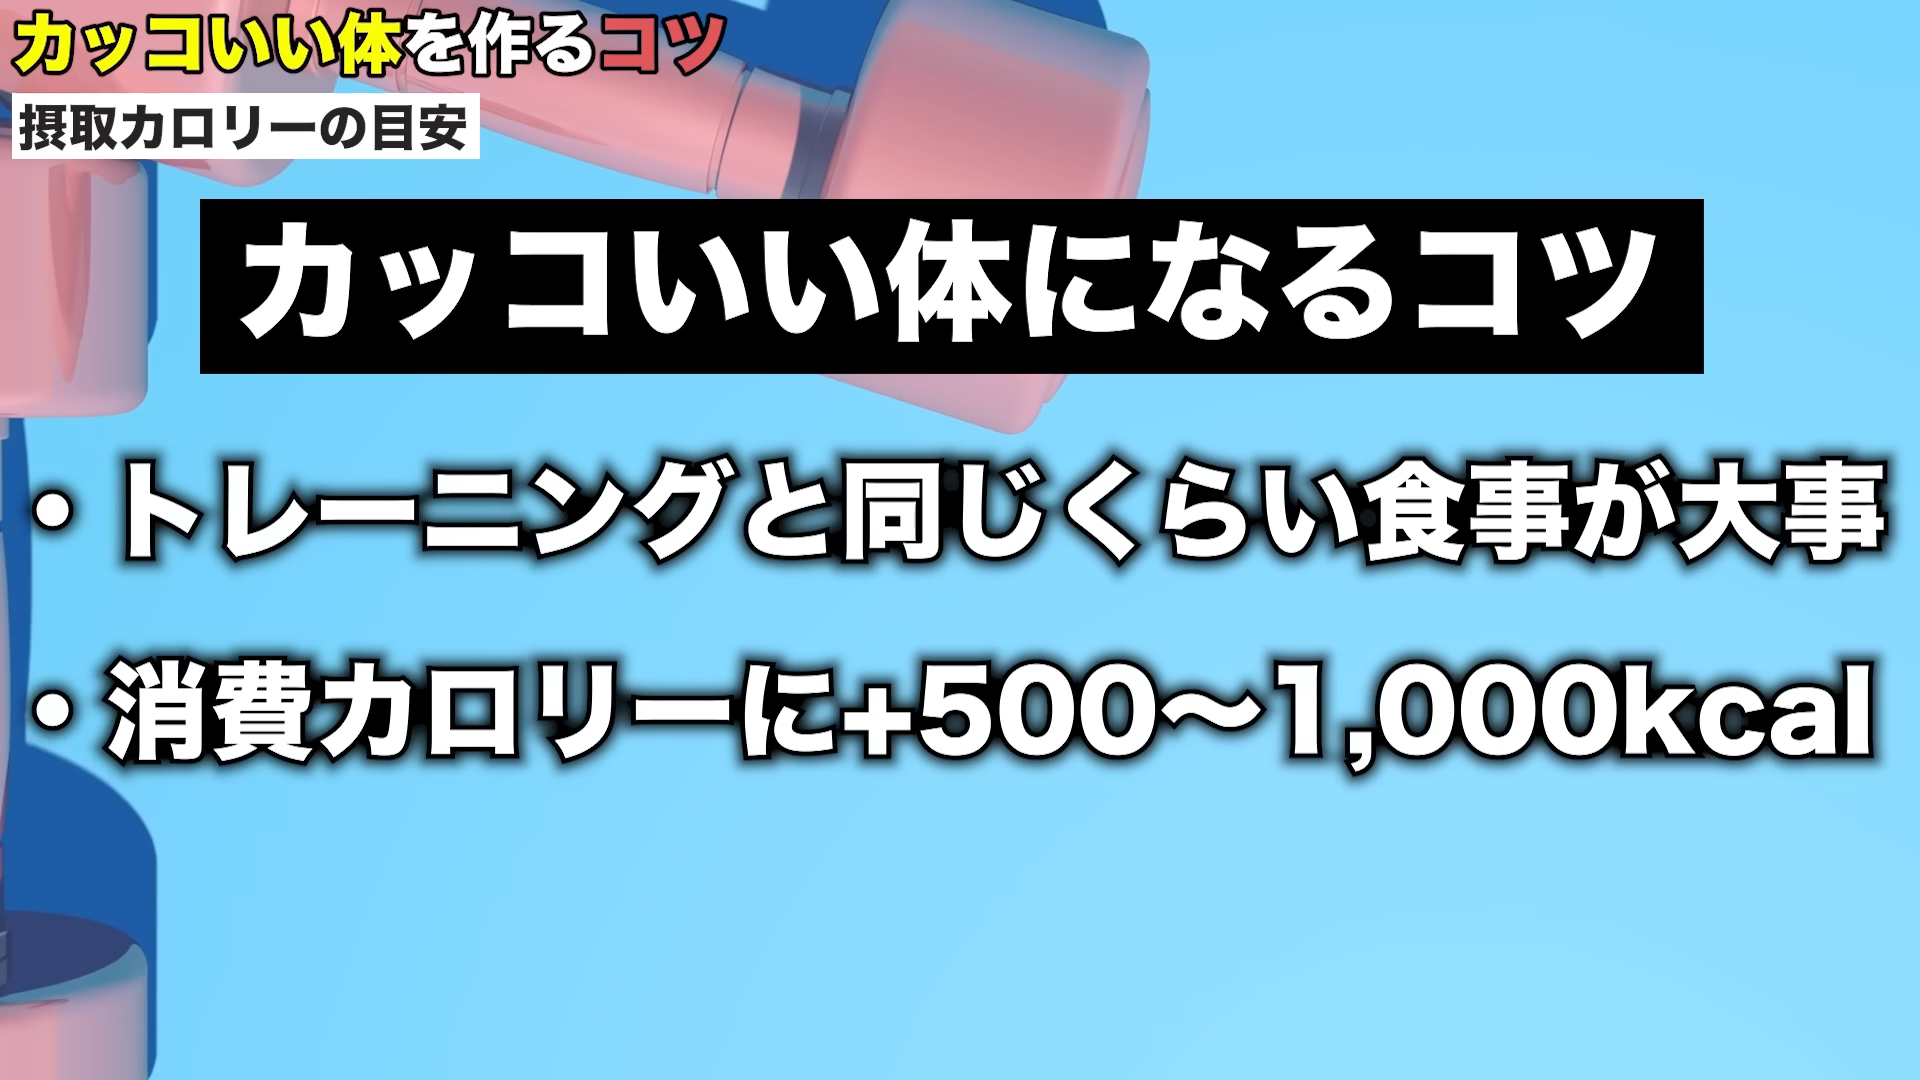 カッコいい体を作るコツ
摂取カロリーの目安
カッコいい体になるコツ
・トレーニングと同じくらい食事が大事
・消費カロリーに+500〜1,000kcal